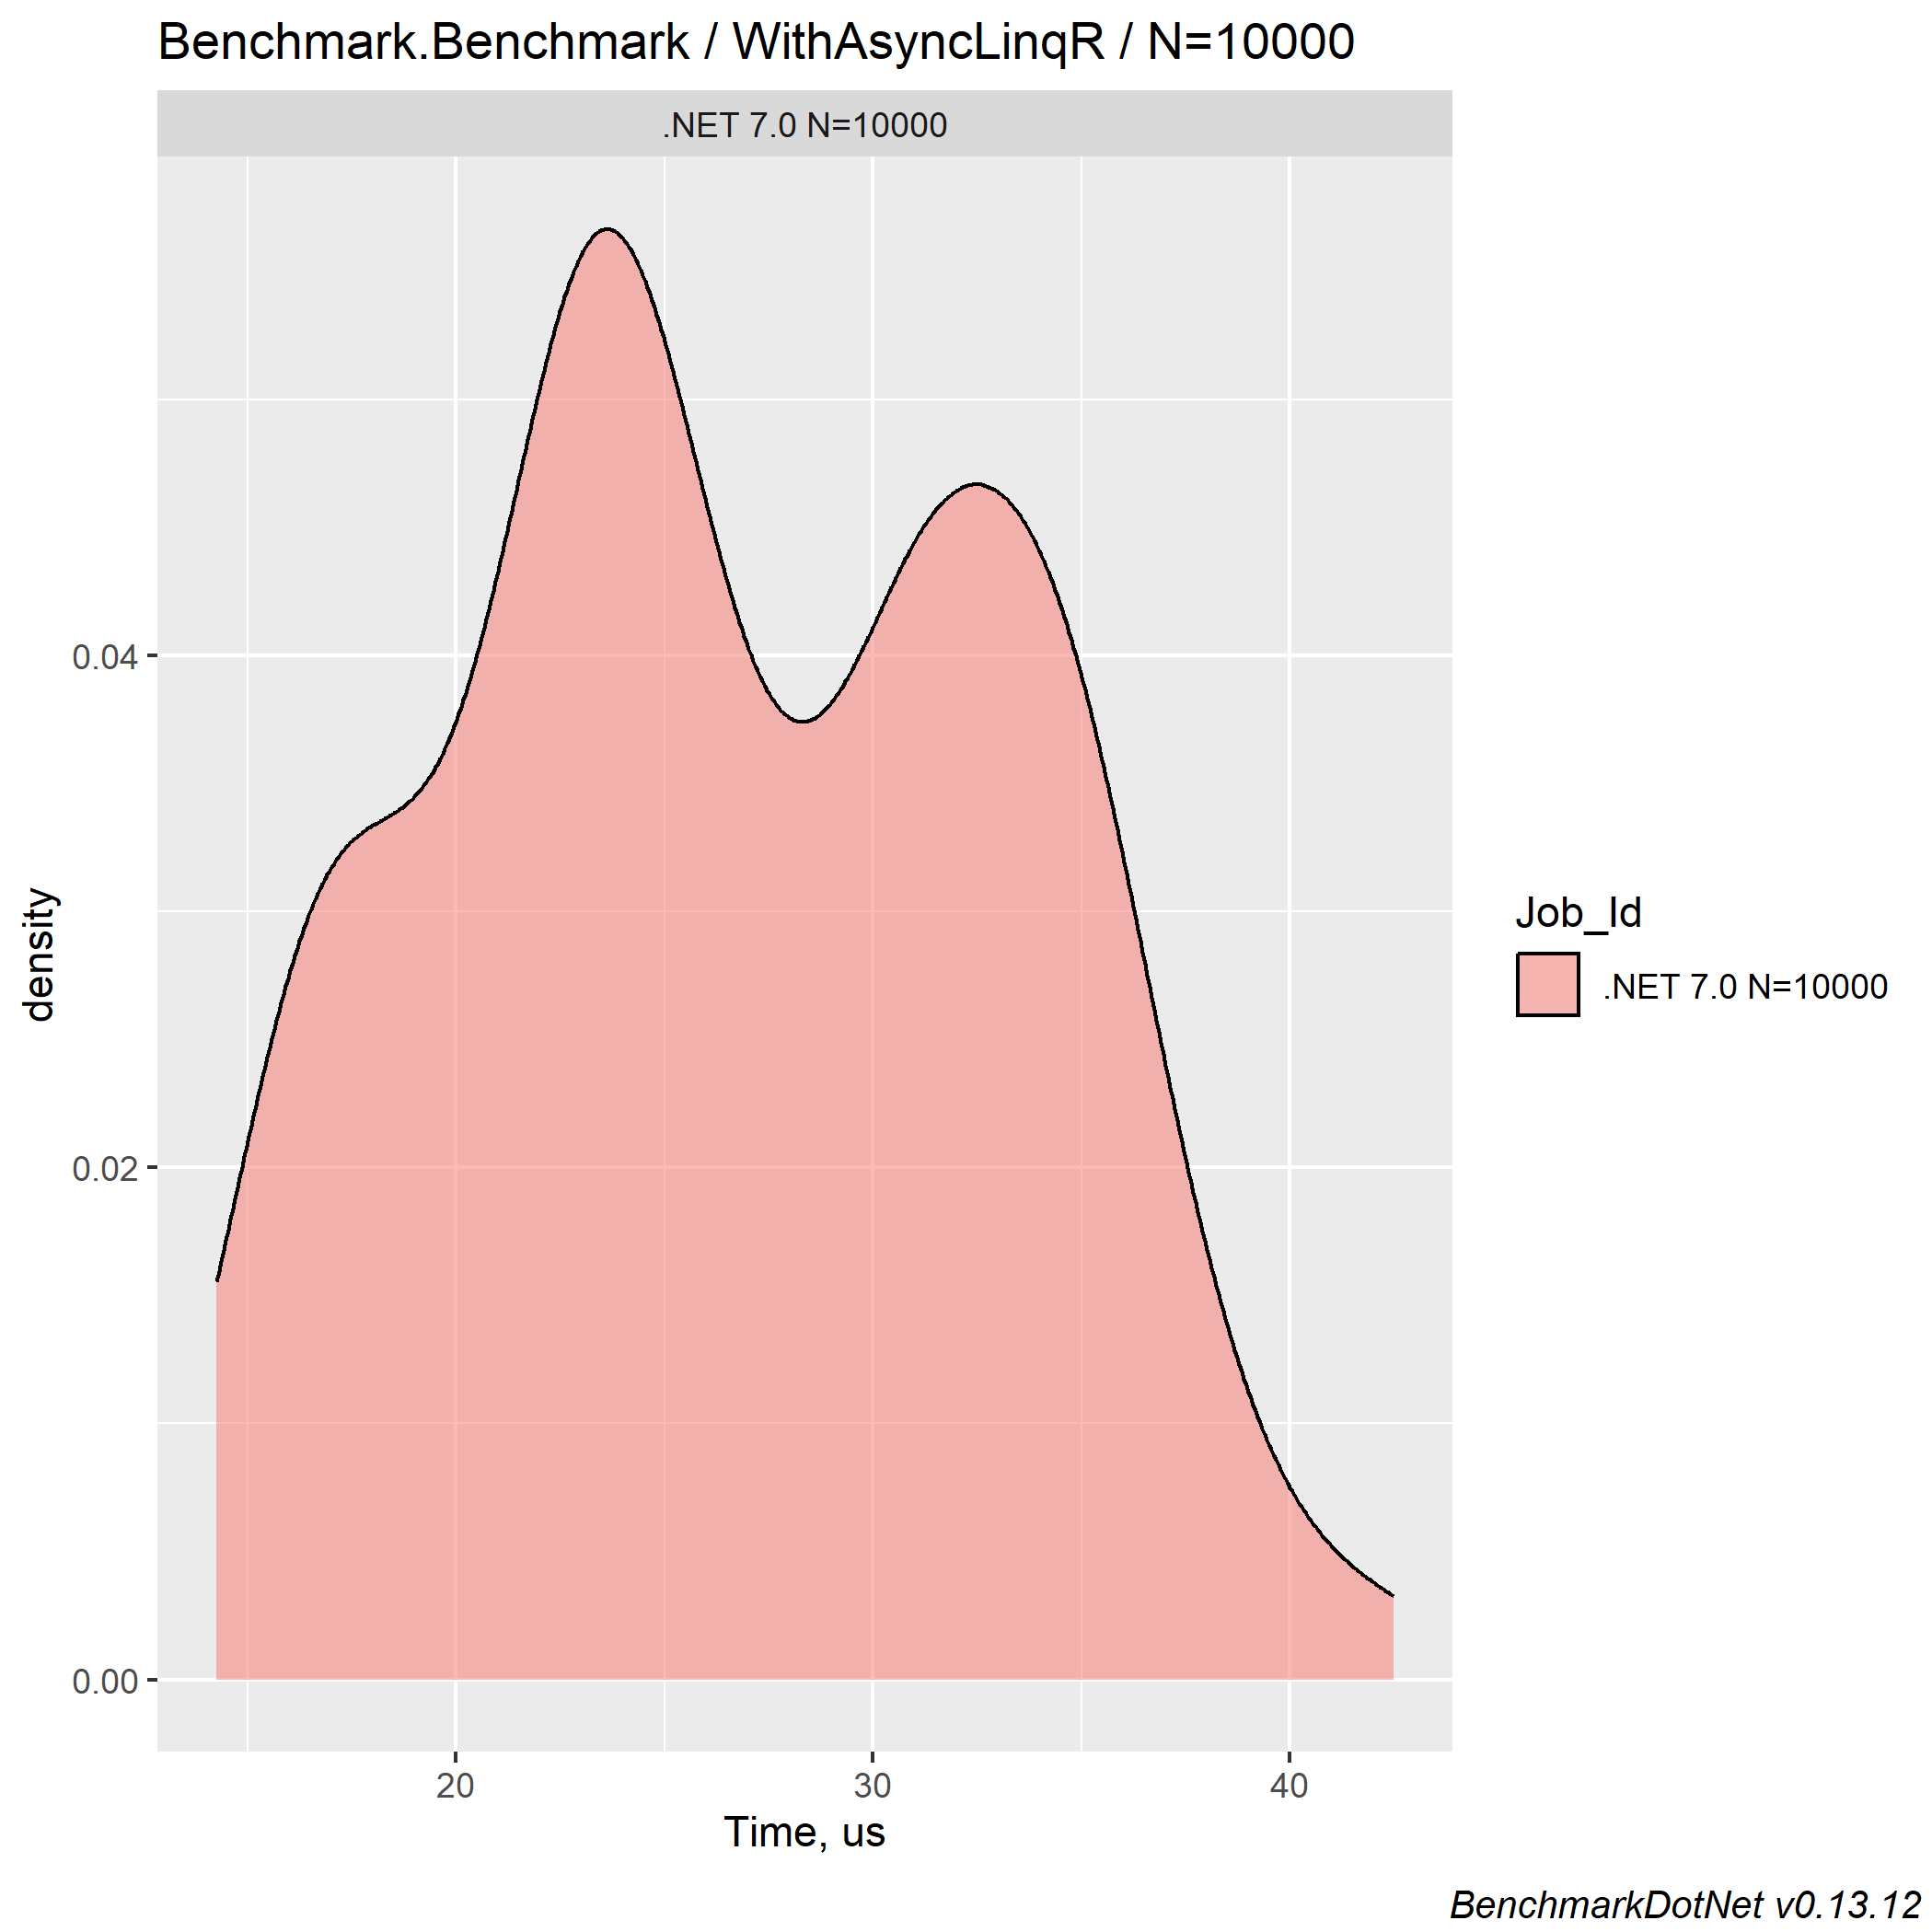 Benchmark.Benchmark / WithAsyncLinqR / N=10000
.NET 7.0 N=10000
0.04
0.02
0.00
density
20 30 40
Time, us
Job_Id
.NET 7.0 N=10000
BenchmarkDotNet v0.13.12